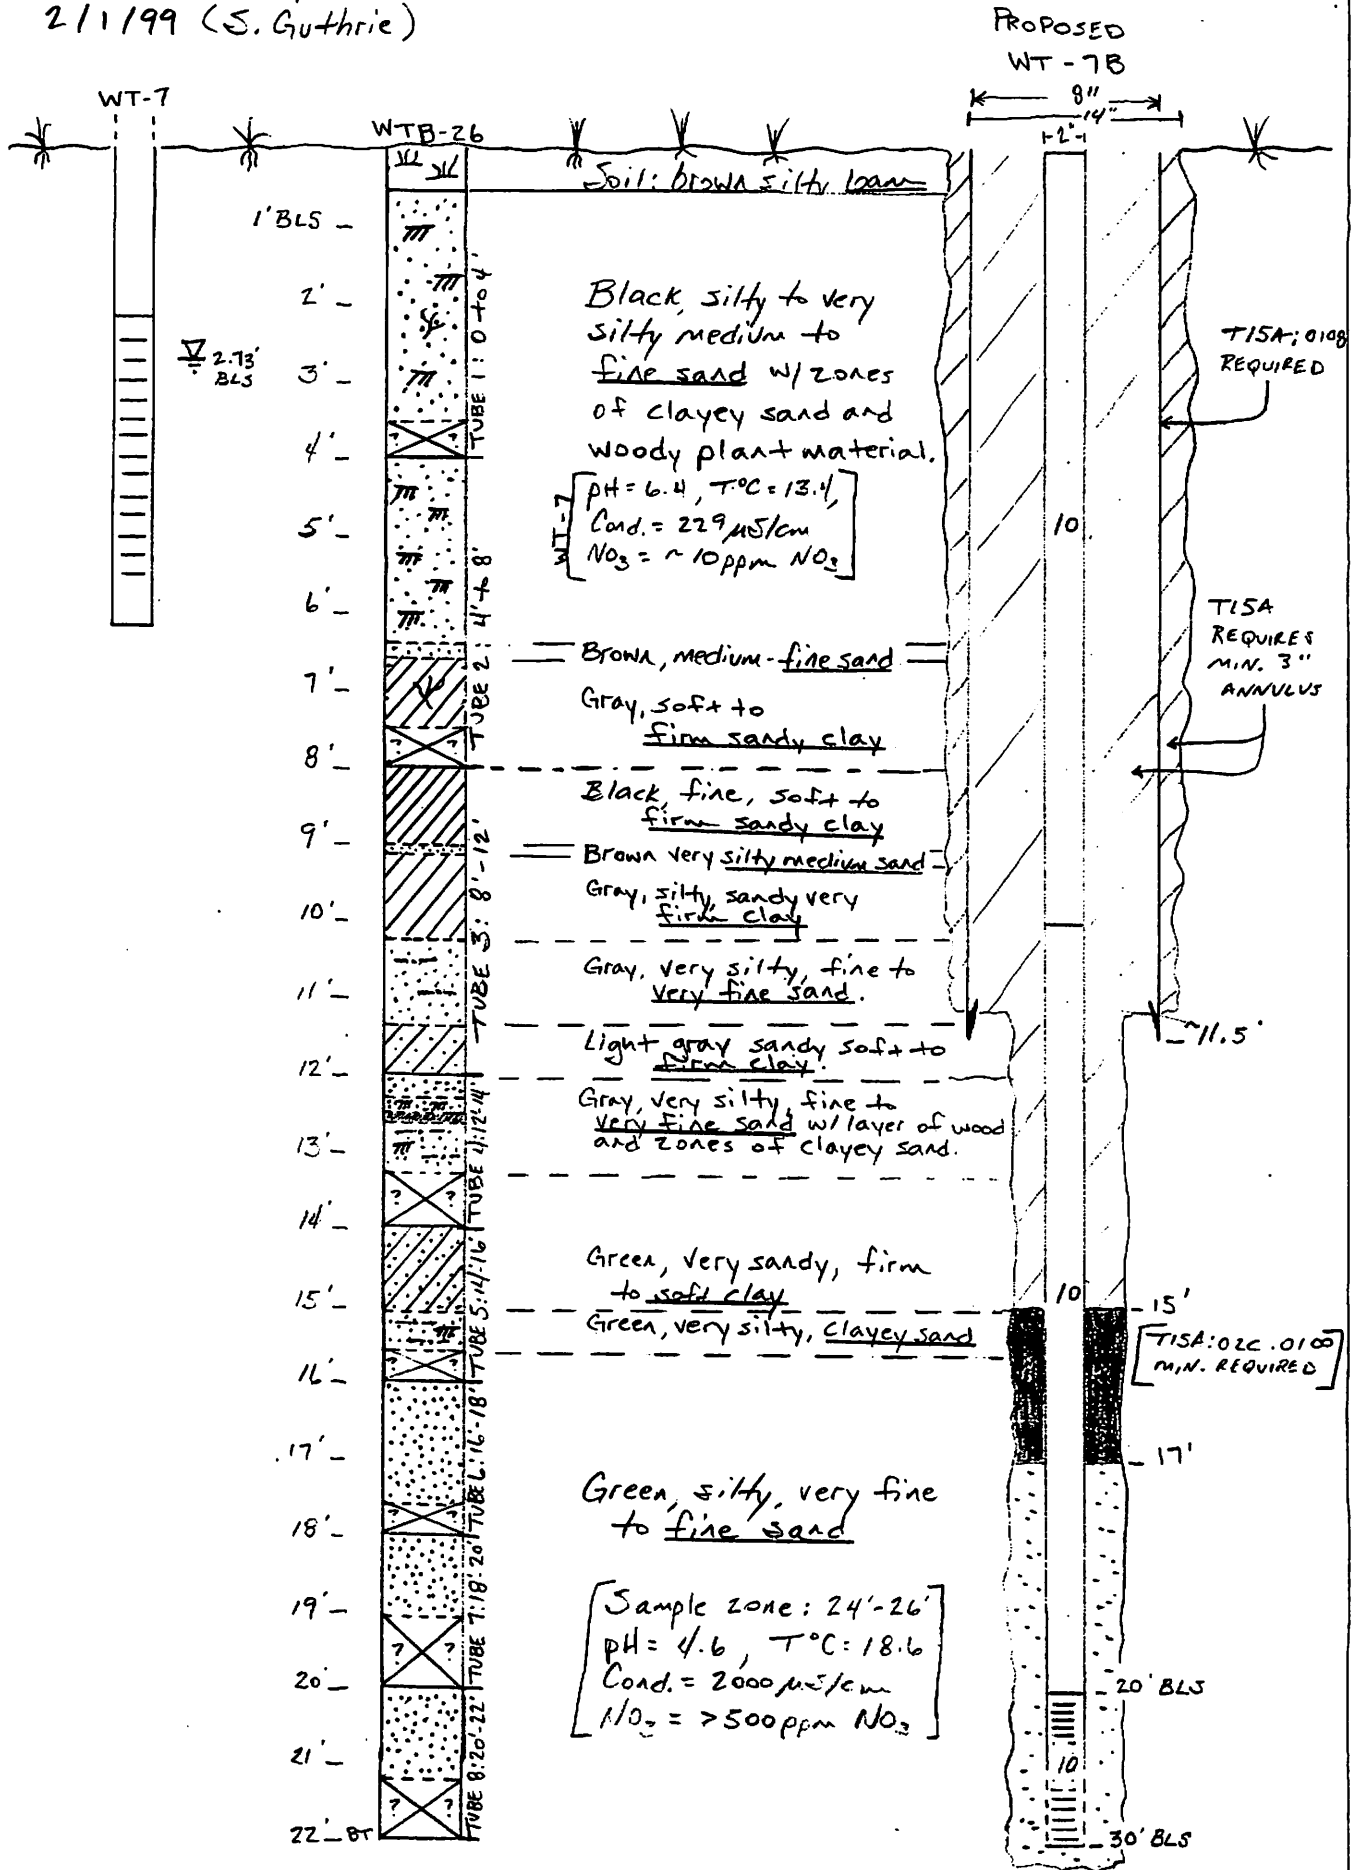 2/1/99 (S. Guthrie)
PROPOSED
WT-7B
8"
14"
2"
WT-7
WTB-26
Soil: brown silty loam
1' BLS
2'
2.73'
BLS
3'
4'
5'
6'
7'
8'
9'
10'
11'
12'
13'
14'
15'
16'
17'
18'
19'
20'
21'
22' BT
TUBE 1: 0 to 4'
TUBE 2: 4' to 8'
TUBE 3: 8'-12'
TUBE 4: 12'-14'
TUBE 5: 14'-16'
TUBE 6: 16'-18'
TUBE 7: 18'-20'
TUBE 8: 20'-22'
Black, silty to very
silty medium to
fine sand w/ zones
of clayey sand and
woody plant material.
WT-7
pH = 6.4, T°C = 13.4,
Cond. = 229 µS/cm
NO3 = ~10 ppm NO3
Brown, medium-fine sand
Gray, soft to
firm sandy clay
Black, fine, soft to
firm sandy clay
Brown very silty medium sand
Gray, silty, sandy very
firm clay
Gray, very silty, fine to
very fine sand.
Light gray sandy soft to
firm clay.
Gray, very silty, fine to
very fine sand w/ layer of wood
and zones of clayey sand.
Green, very sandy, firm
to soft clay
Green, very silty, clayey sand
Green, silty, very fine
to fine sand
Sample zone: 24'-26'
pH = 4.6, T°C = 18.6
Cond. = 2000 µS/cm
NO3 = >500 ppm NO3
T15A; 0108
REQUIRED
10
T15A
REQUIRES
MIN. 3"
ANNULUS
~11.5'
10
15'
T15A: 02C .0100
MIN. REQUIRED
17'
20' BLS
10
30' BLS